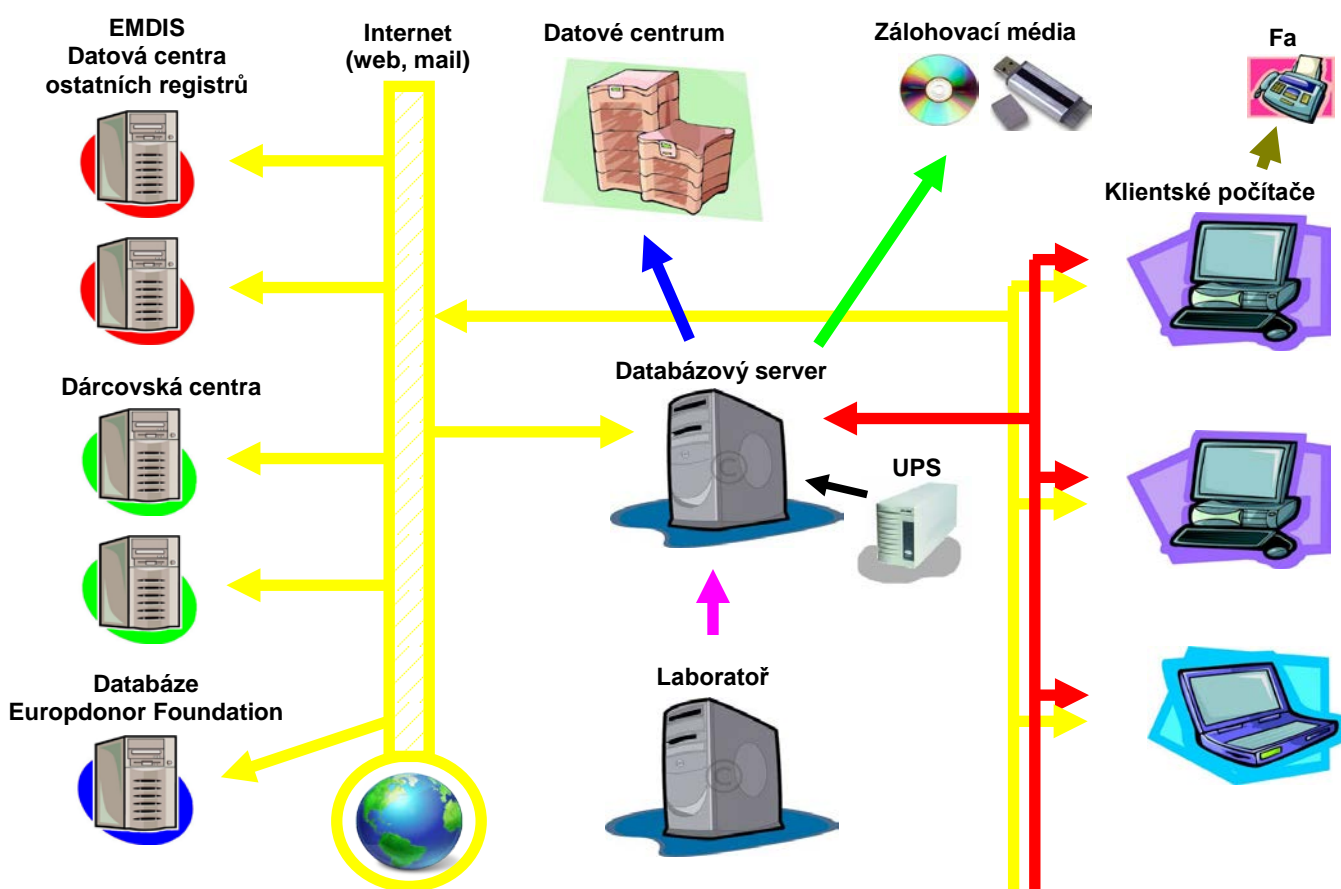 EMDIS
Datová centra
ostatních registrů
Internet
(web, mail)
Datové centrum
Zálohovací média
Fa
Klientské počítače
Databázový server
Dárcovská centra
UPS
Laboratoř
Databáze
Europdonor Foundation